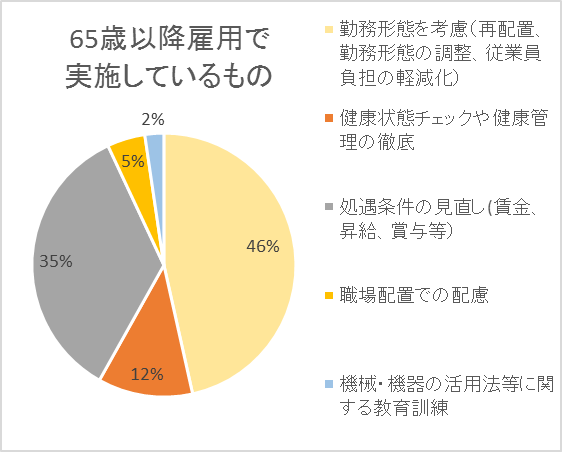 65歳以降雇用で
実施しているもの
2%
5%
46%
35%
12%
勤務形態を考慮（再配置、
勤務形態の調整、従業員
負担の軽減化）
健康状態チェックや健康管
理の徹底
処遇条件の見直し(賃金、
昇給、賞与等）
職場配置での配慮
機械・機器の活用法等に関
する教育訓練